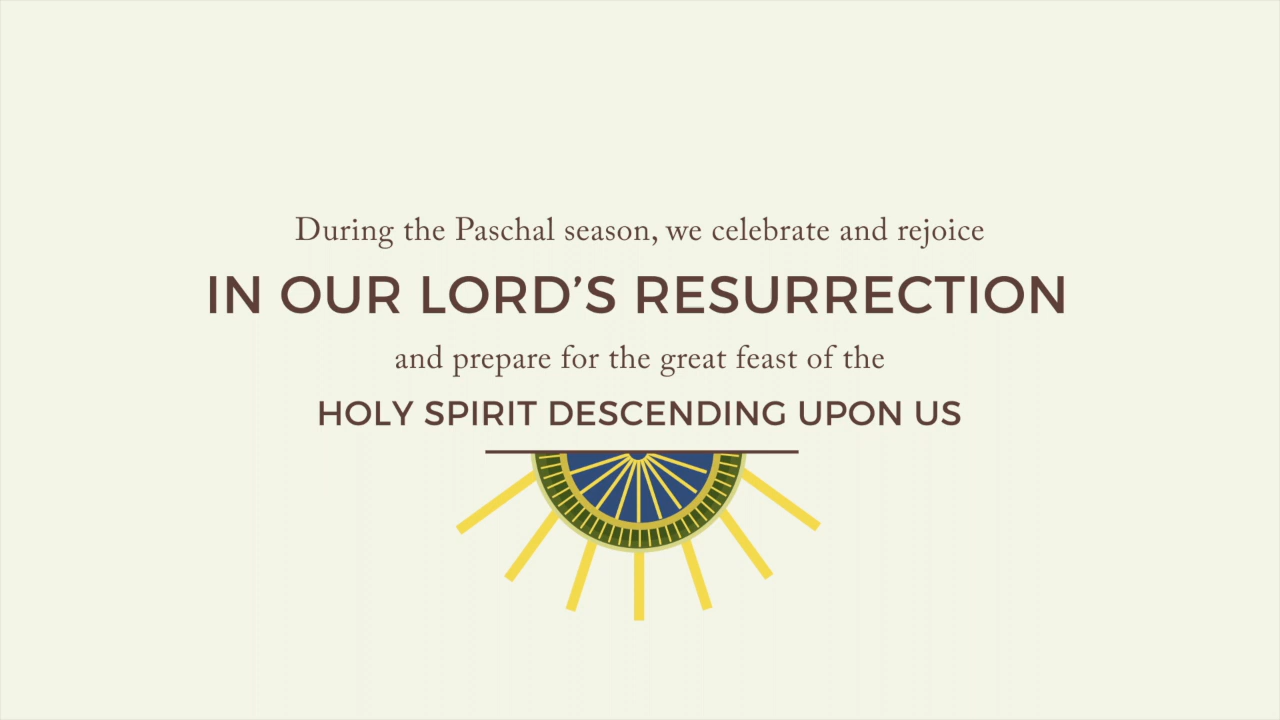 During the Paschal season, we celebrate and rejoice
IN OUR LORD’S RESURRECTION
and prepare for the great feast of the
HOLY SPIRIT DESCENDING UPON US